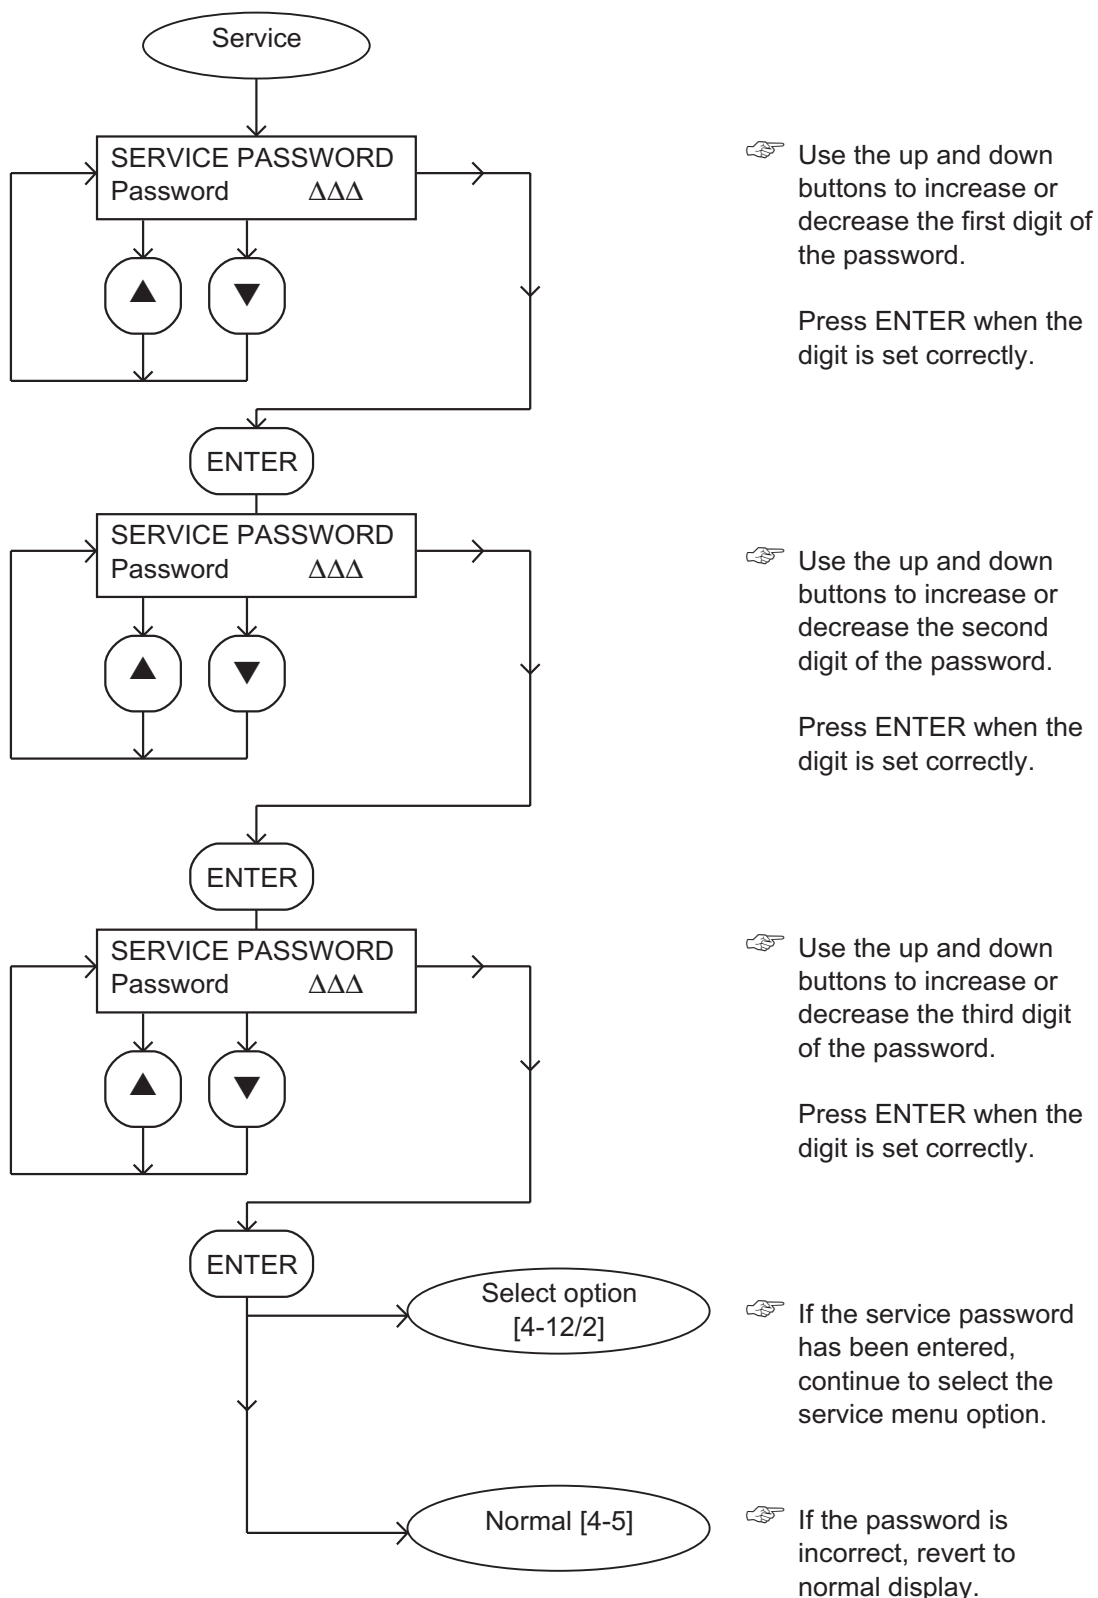 Service
SERVICE PASSWORD
Password ΔΔΔ
▲ ▼
☞ Use the up and down
buttons to increase or
decrease the first digit of
the password.
Press ENTER when the
digit is set correctly.
ENTER
SERVICE PASSWORD
Password ΔΔΔ
▲ ▼
☞ Use the up and down
buttons to increase or
decrease the second
digit of the password.
Press ENTER when the
digit is set correctly.
ENTER
SERVICE PASSWORD
Password ΔΔΔ
▲ ▼
☞ Use the up and down
buttons to increase or
decrease the third digit
of the password.
Press ENTER when the
digit is set correctly.
ENTER
Select option
[4-12/2]
☞ If the service password
has been entered,
continue to select the
service menu option.
Normal [4-5]
☞ If the password is
incorrect, revert to
normal display.